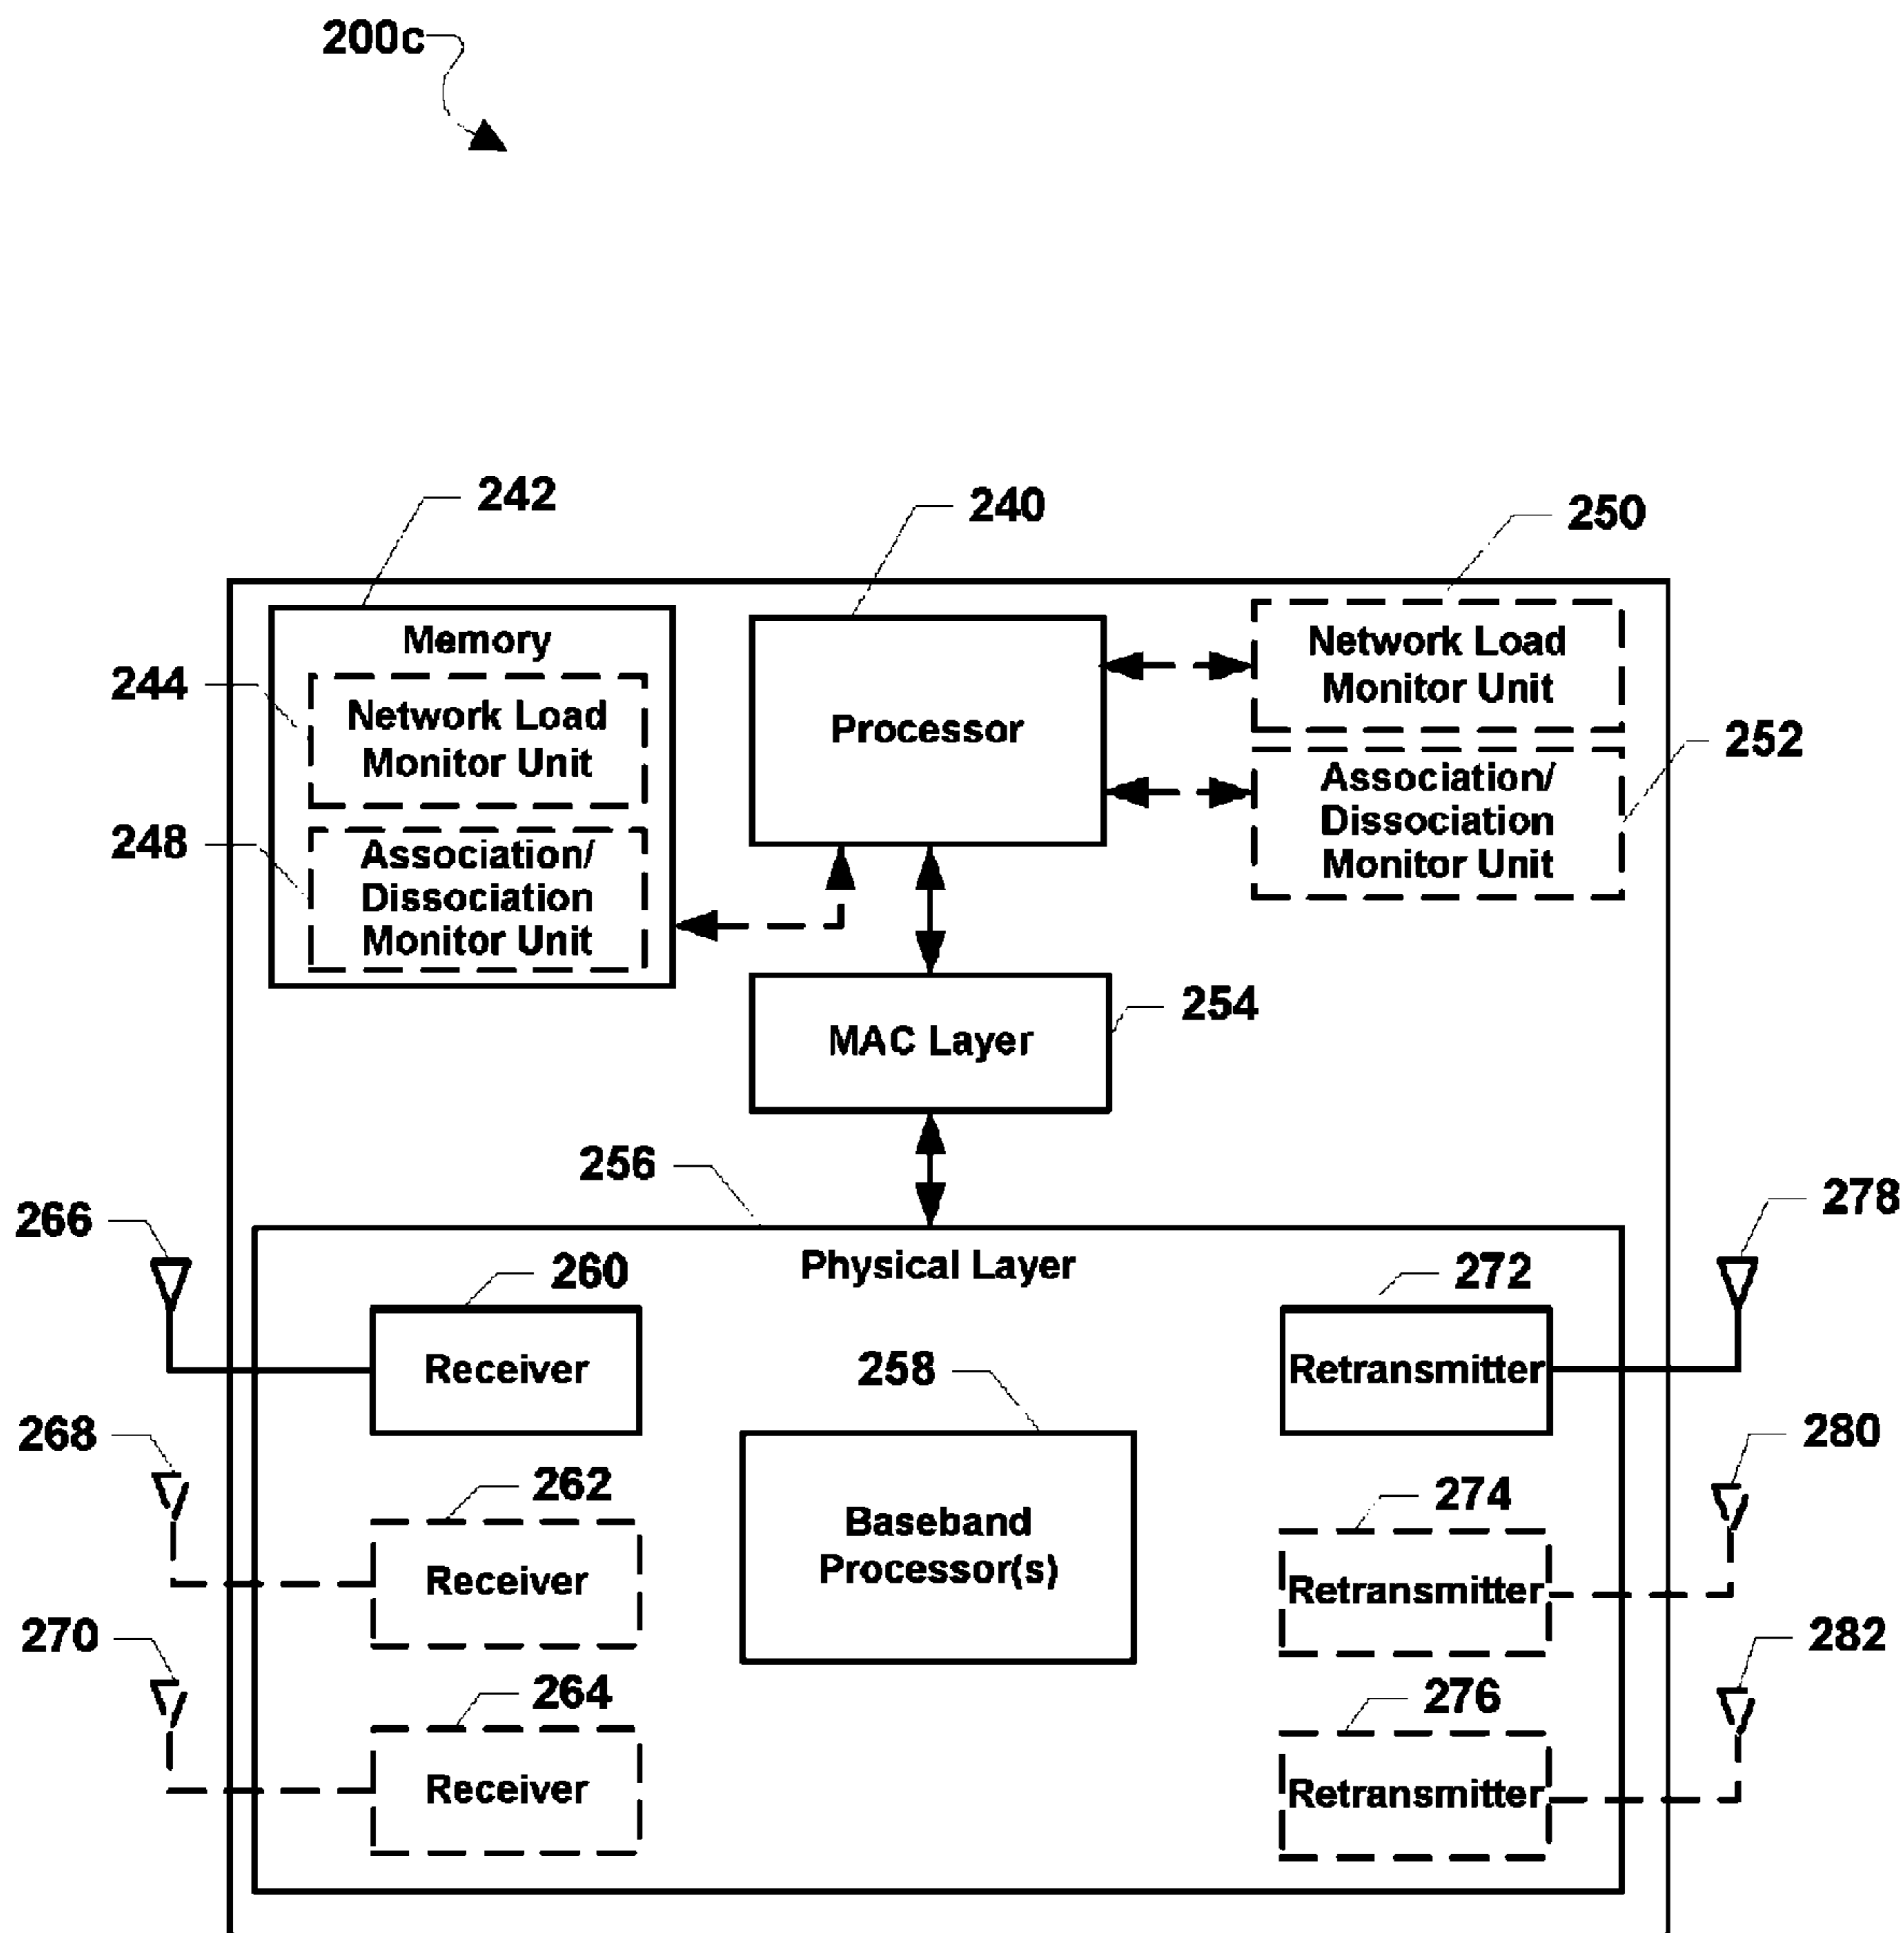 200c
242
240
250
Memory
244
Network Load
Monitor Unit
248
Association/
Dissociation
Monitor Unit
Processor
Network Load
Monitor Unit
252
Association/
Dissociation
Monitor Unit
MAC Layer
254
256
Physical Layer
266
260
Receiver
268
262
Receiver
270
264
Receiver
258
Baseband
Processor(s)
272
278
Retransmitter
274
280
Retransmitter
276
282
Retransmitter